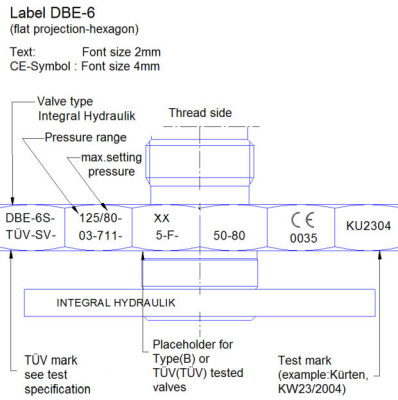 Label DBE-6
(flat projection-hexagon)
Text: Font size 2mm
CE-Symbol : Font size 4mm
Valve type
Integral Hydraulik
Thread side
Pressure range
max.setting
pressure
DBE-6S- 125/80- XX CE KU2304
TÜV-SV- 03-711- 5-F- 50-80 0035
INTEGRAL HYDRAULIK
TÜV mark
see test
specification
Placeholder for
Type(B) or
TÜV(TÜV) tested
valves
Test mark
(example:Kürten,
KW23/2004)